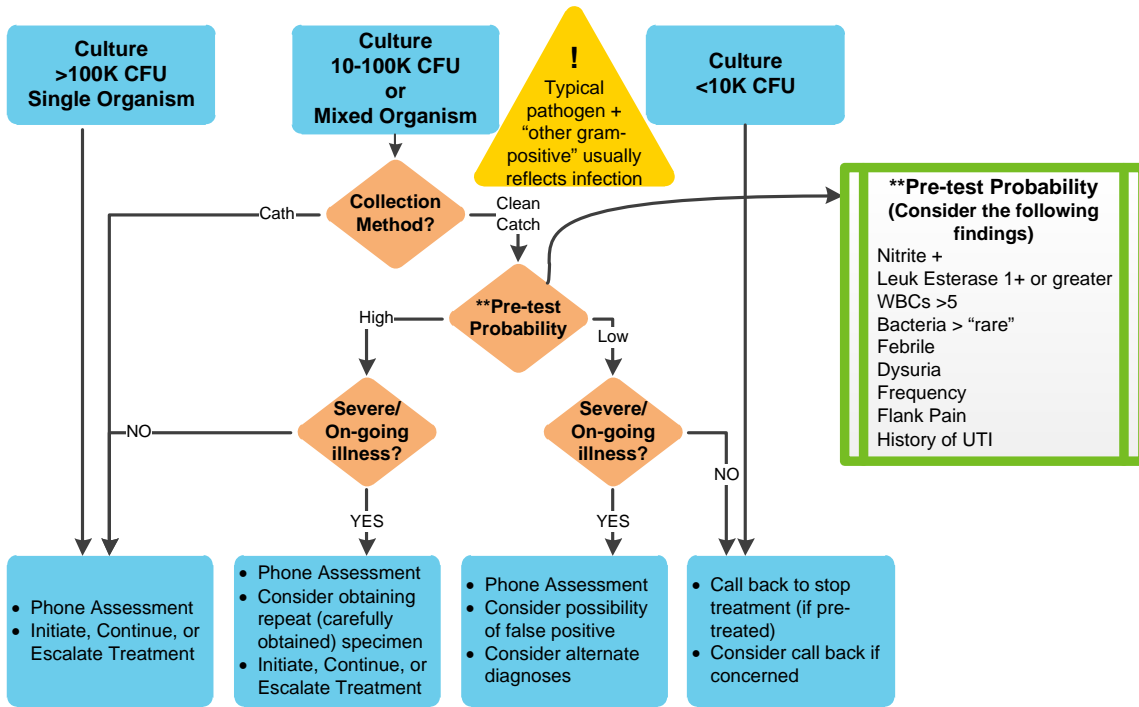 Culture
>100K CFU
Single Organism
Culture
10-100K CFU
or
Mixed Organism
!
Typical
pathogen +
“other gram-
positive” usually
reflects infection
Culture
<10K CFU
Collection
Method?
Cath
Clean
Catch
**Pre-test
Probability
High
Low
**Pre-test Probability
(Consider the following
findings)
Nitrite +
Leuk Esterase 1+ or greater
WBCs >5
Bacteria > “rare”
Febrile
Dysuria
Frequency
Flank Pain
History of UTI
Severe/
On-going
illness?
NO
YES
Severe/
On-going
illness?
NO
YES
• Phone Assessment
• Initiate, Continue, or
Escalate Treatment
• Phone Assessment
• Consider obtaining
repeat (carefully
obtained) specimen
• Initiate, Continue, or
Escalate Treatment
• Phone Assessment
• Consider possibility
of false positive
• Consider alternate
diagnoses
• Call back to stop
treatment (if pre-
treated)
• Consider call back if
concerned